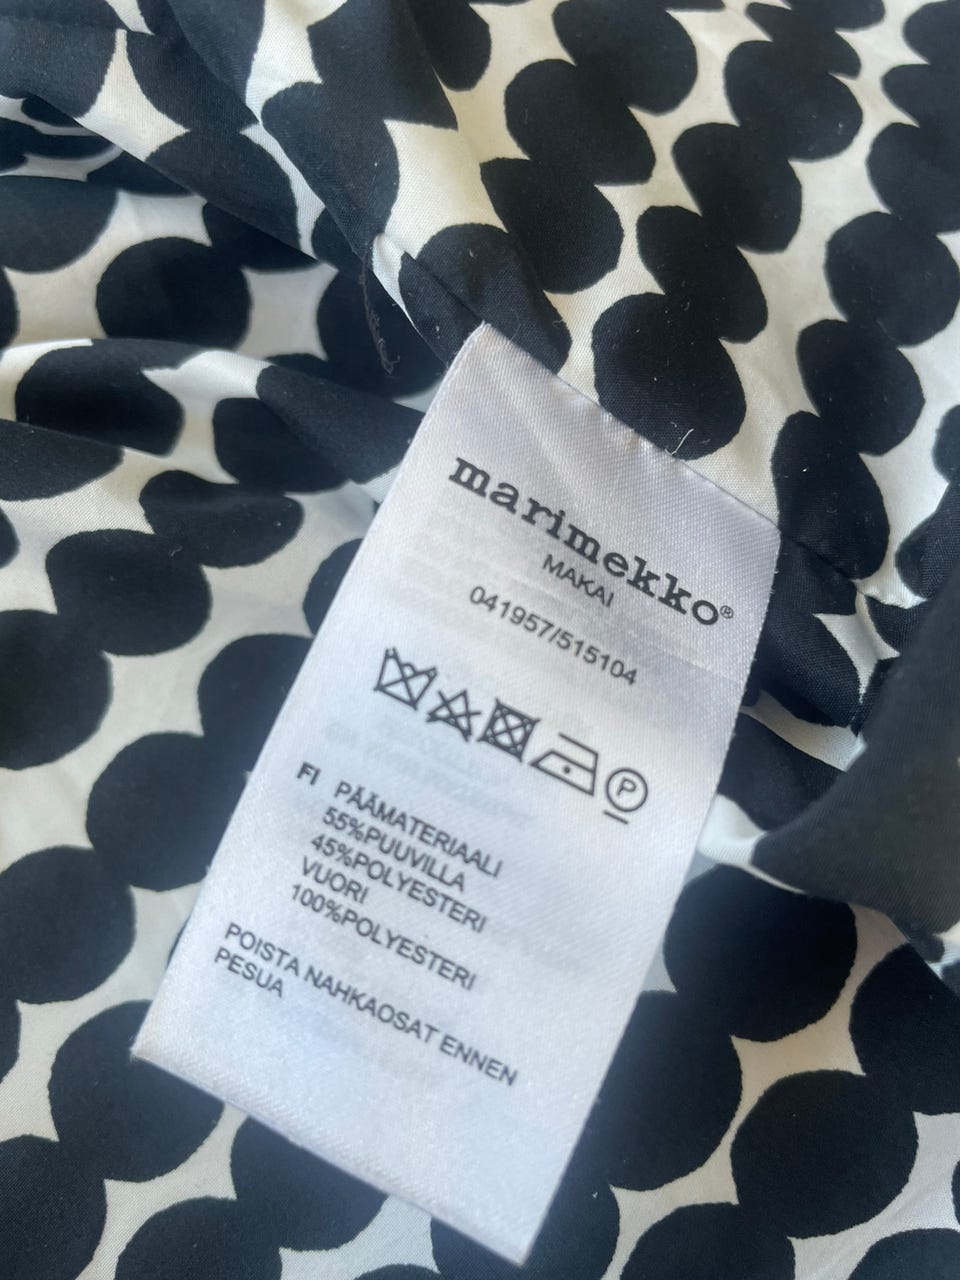 marimekko®
MAKAI
041957/515104
P
FI PÄÄMATERIAALI
55%PUUVILLA
45%POLYESTERI
VUORI
100%POLYESTERI
POISTA NAHKAOSAT ENNEN
PESUA